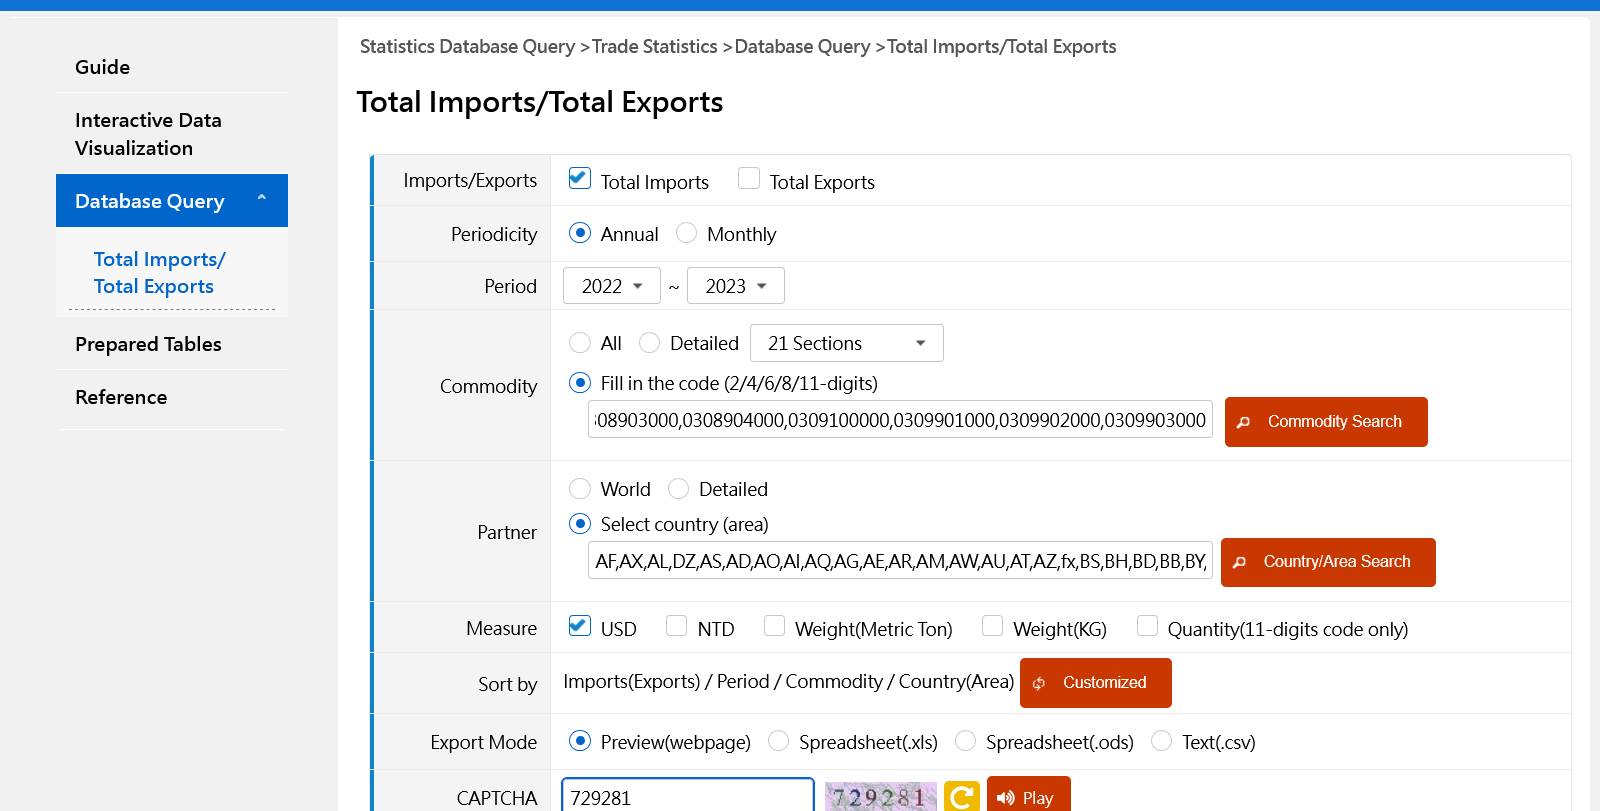 Statistics Database Query >Trade Statistics >Database Query >Total Imports/Total Exports
Guide
Interactive Data
Visualization
Database Query
Total Imports/
Total Exports
Prepared Tables
Reference
Total Imports/Total Exports
Imports/Exports Total Imports Total Exports
Periodicity Annual Monthly
Period 2022 ~ 2023
Commodity All Detailed 21 Sections
Fill in the code (2/4/6/8/11-digits)
308903000,0308904000,0309100000,0309901000,0309902000,0309903000 Commodity Search
Partner World Detailed
Select country (area)
AF,AX,AL,DZ,AS,AD,AO,AI,AQ,AG,AE,AR,AM,AW,AU,AT,AZ,fx,BS,BH,BD,BB,BY, Country/Area Search
Measure USD NTD Weight(Metric Ton) Weight(KG) Quantity(11-digits code only)
Sort by Imports(Exports) / Period / Commodity / Country(Area) Customized
Export Mode Preview(webpage) Spreadsheet(.xls) Spreadsheet(.ods) Text(.csv)
CAPTCHA 729281 729281 Play